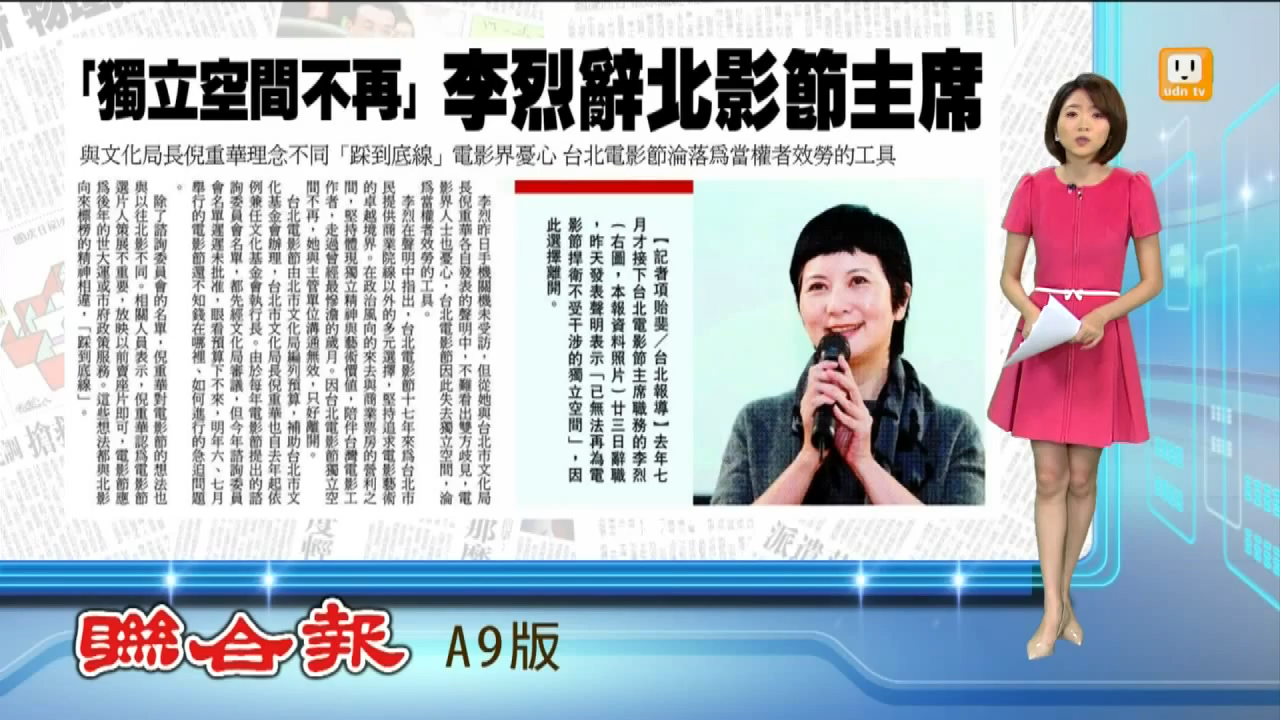 「獨立空間不再」 李烈辭北影節主席
與文化局長倪重華理念不同「踩到底線」電影界憂心 台北電影節淪落為當權者效勞的工具
【記者項貽斐／台北報導】去年七
月才接下台北電影節主席職務的李烈
（右圖，本報資料照片）廿三日辭職
，昨天發表聲明表示「已無法再為電
影節捍衛不受干涉的獨立空間」，因
此選擇離開。
李烈昨日手機關機未受訪，但從她與台北市文化
局長倪重華各自發表的聲明中，不難看出雙方歧見，電
影界人士也憂心，台北電影節因此失去獨立空間，淪
為當權者效勞的工具。
李烈在聲明中指出，台北電影節十七年來為台北市
民提供商業院線以外的多元選擇，堅持追求電影藝術
的卓越境界。在政治風向的來去與商業票房的營利之
間，堅持體現獨立精神與藝術價值，陪伴台灣電影工
作者，走過曾經最慘澹的歲月。因台北電影節獨立空
間不再，她與主管單位溝通無效，只好離開。
台北電影節由北市文化局編列預算，補助台北市文
化基金會辦理，台北市文化局長倪重華也自去年起依
例兼任文化基金會執行長。由於每年電影節提出的諮
詢委員會名單，都先經文化局審議，但今年諮詢委員
會名單遲遲未批准，眼看預算下不來，明年六、七月
舉行的電影節還不知錢在哪裡、如何進行的急迫問題
。
除了諮詢委員會的名單，倪重華對電影節的想法也
與以往北影不同。相關人員表示，倪重華認為電影節
選片人策展不重要，放映以前賣座片即可，電影節應
為後年的世大運或市府政策服務。這些想法都與北影
向來標榜的精神相違，「踩到底線」。
udn tv
聯合報 A9版